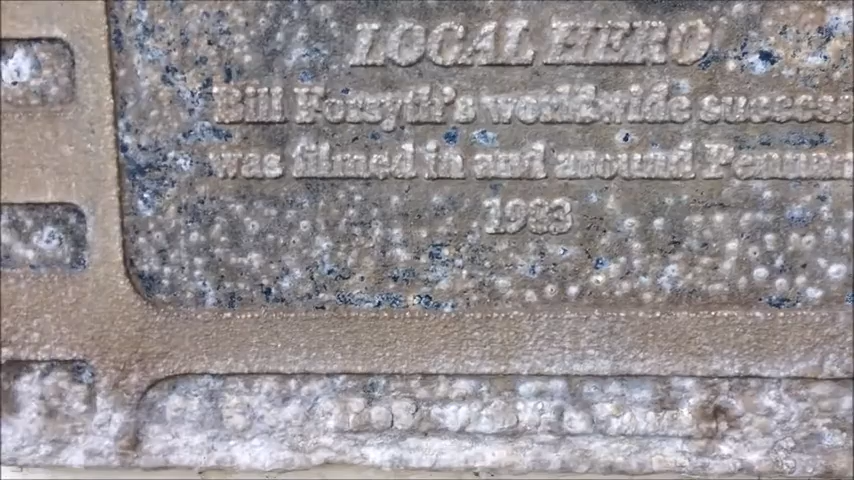 LOCAL HERO
Bill Forsyth's worldwide success
was filmed in and around Pennan
1983